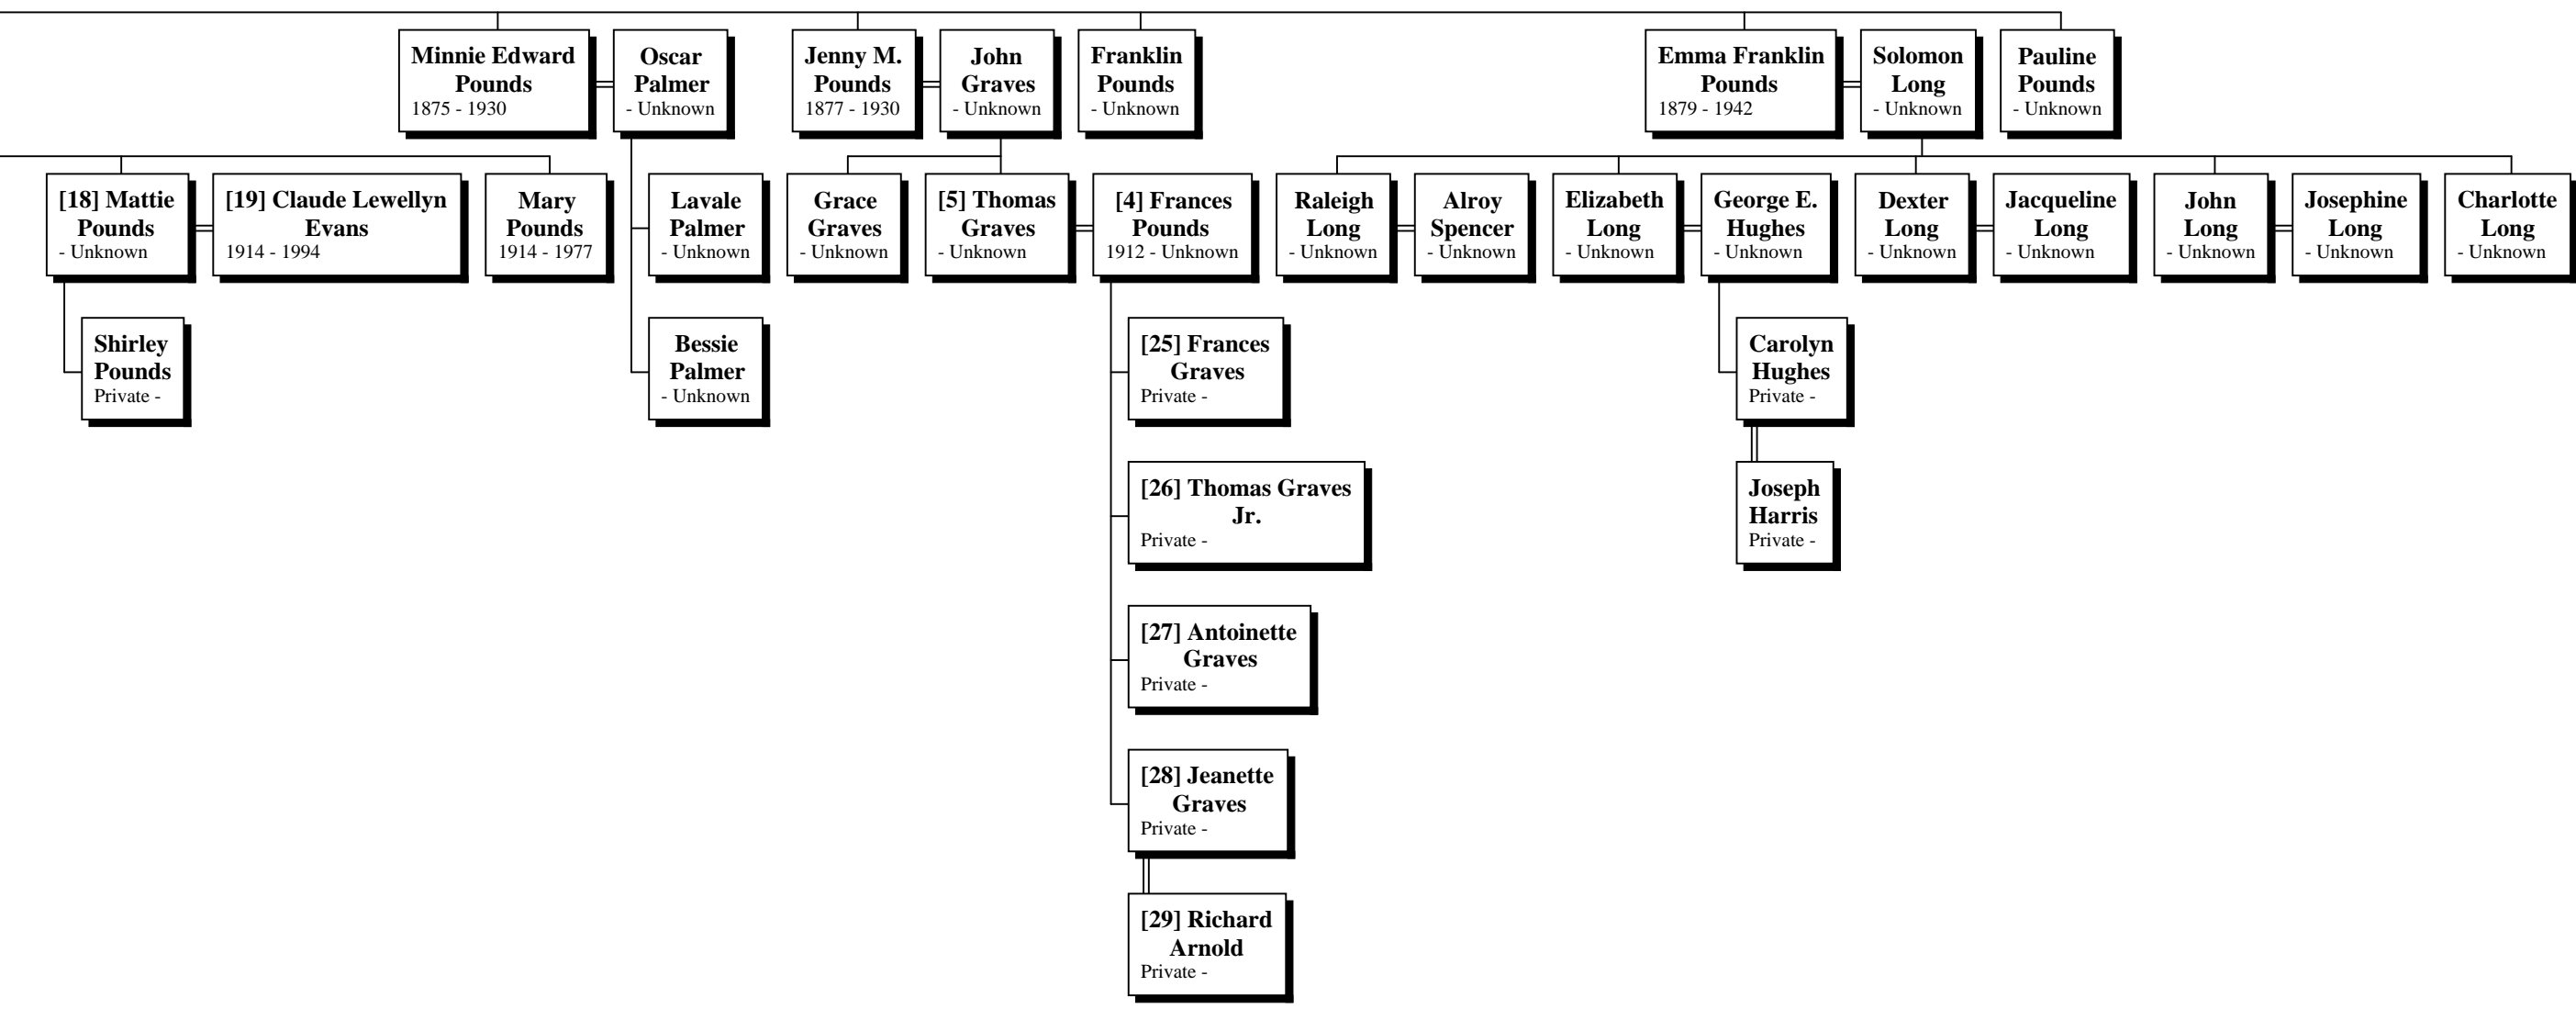 Minnie Edward
Pounds
1875 - 1930
Oscar
Palmer
- Unknown
Jenny M.
Pounds
1877 - 1930
John
Graves
- Unknown
Franklin
Pounds
- Unknown
Emma Franklin
Pounds
1879 - 1942
Solomon
Long
- Unknown
Pauline
Pounds
- Unknown
[18] Mattie
Pounds
- Unknown
[19] Claude Lewellyn
Evans
1914 - 1994
Mary
Pounds
1914 - 1977
Lavale
Palmer
- Unknown
Grace
Graves
- Unknown
[5] Thomas
Graves
- Unknown
[4] Frances
Pounds
1912 - Unknown
Raleigh
Long
- Unknown
Alroy
Spencer
- Unknown
Elizabeth
Long
- Unknown
George E.
Hughes
- Unknown
Dexter
Long
- Unknown
Jacqueline
Long
- Unknown
John
Long
- Unknown
Josephine
Long
- Unknown
Charlotte
Long
- Unknown
Shirley
Pounds
Private -
Bessie
Palmer
- Unknown
[25] Frances
Graves
Private -
Carolyn
Hughes
Private -
[26] Thomas Graves
Jr.
Private -
Joseph
Harris
Private -
[27] Antoinette
Graves
Private -
[28] Jeanette
Graves
Private -
[29] Richard
Arnold
Private -